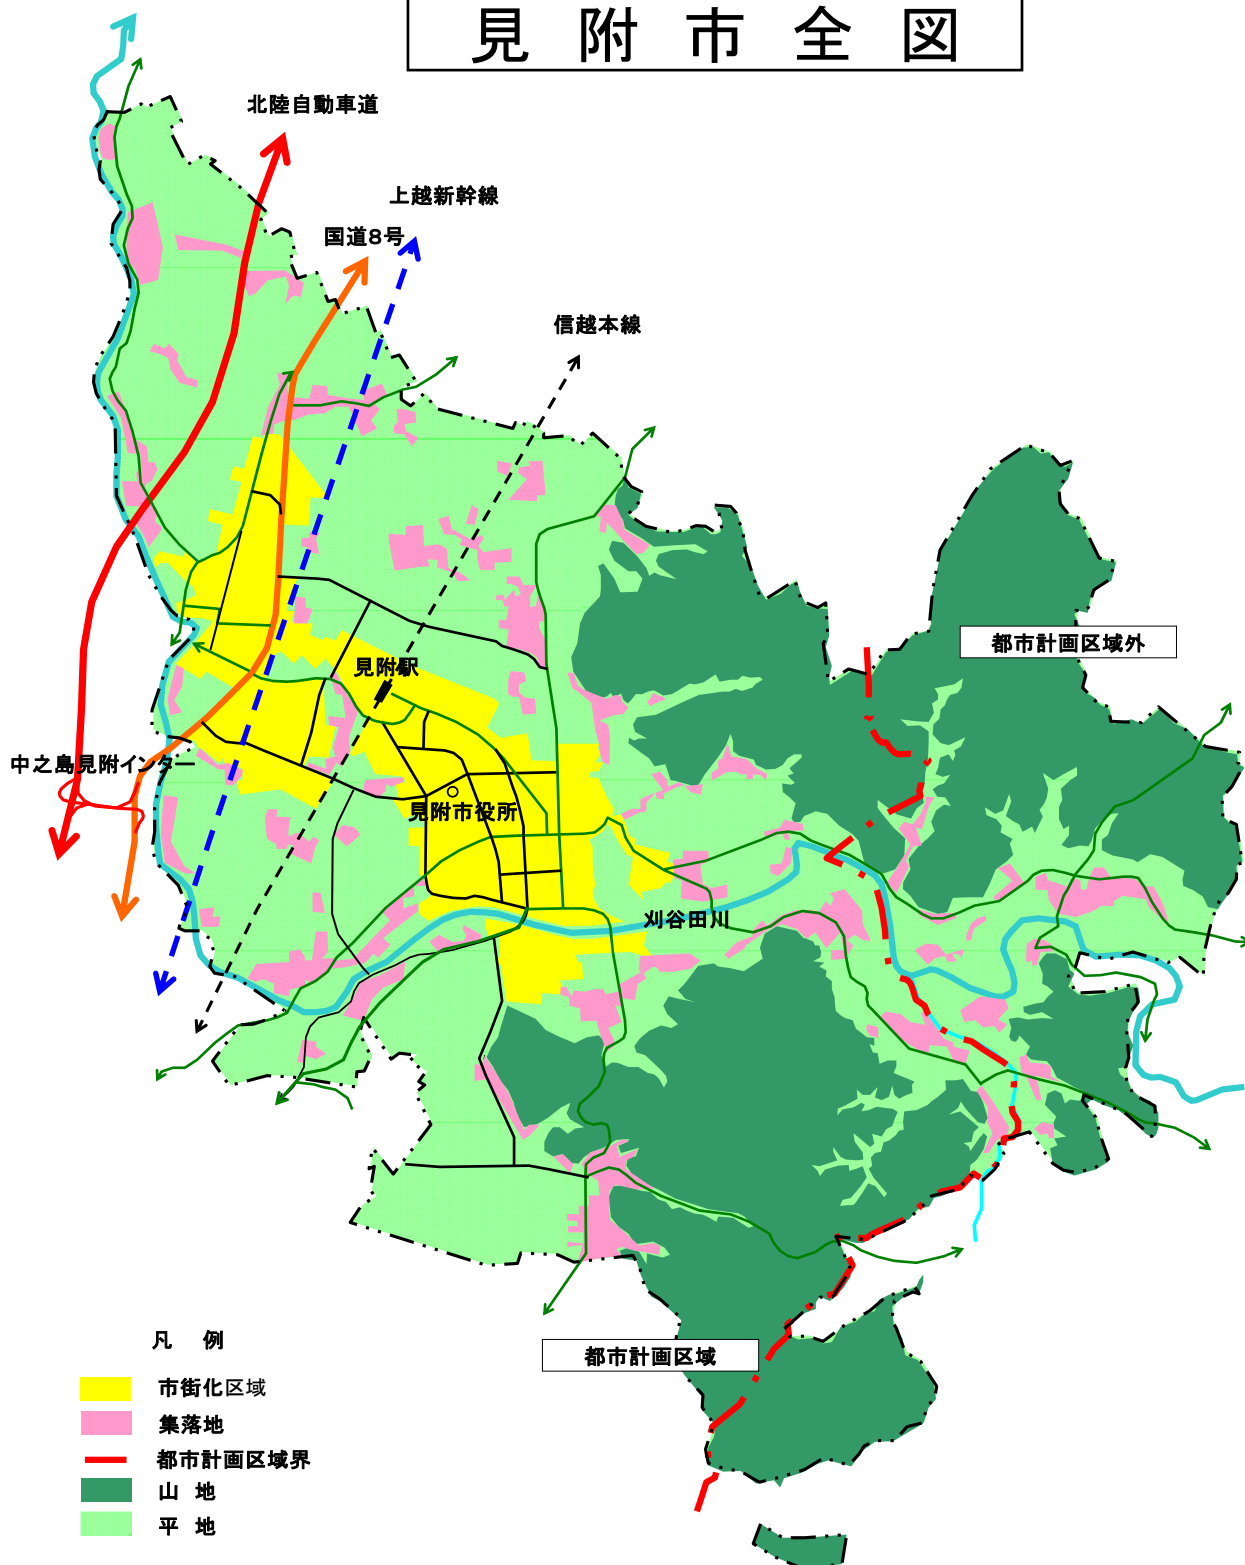 見附市全図
北陸自動車道
上越新幹線
国道8号
信越本線
都市計画区域外
見附駅
中之島見附インター
見附市役所
刈谷田川
都市計画区域
凡 例
市街化区域
集落地
都市計画区域界
山 地
平 地